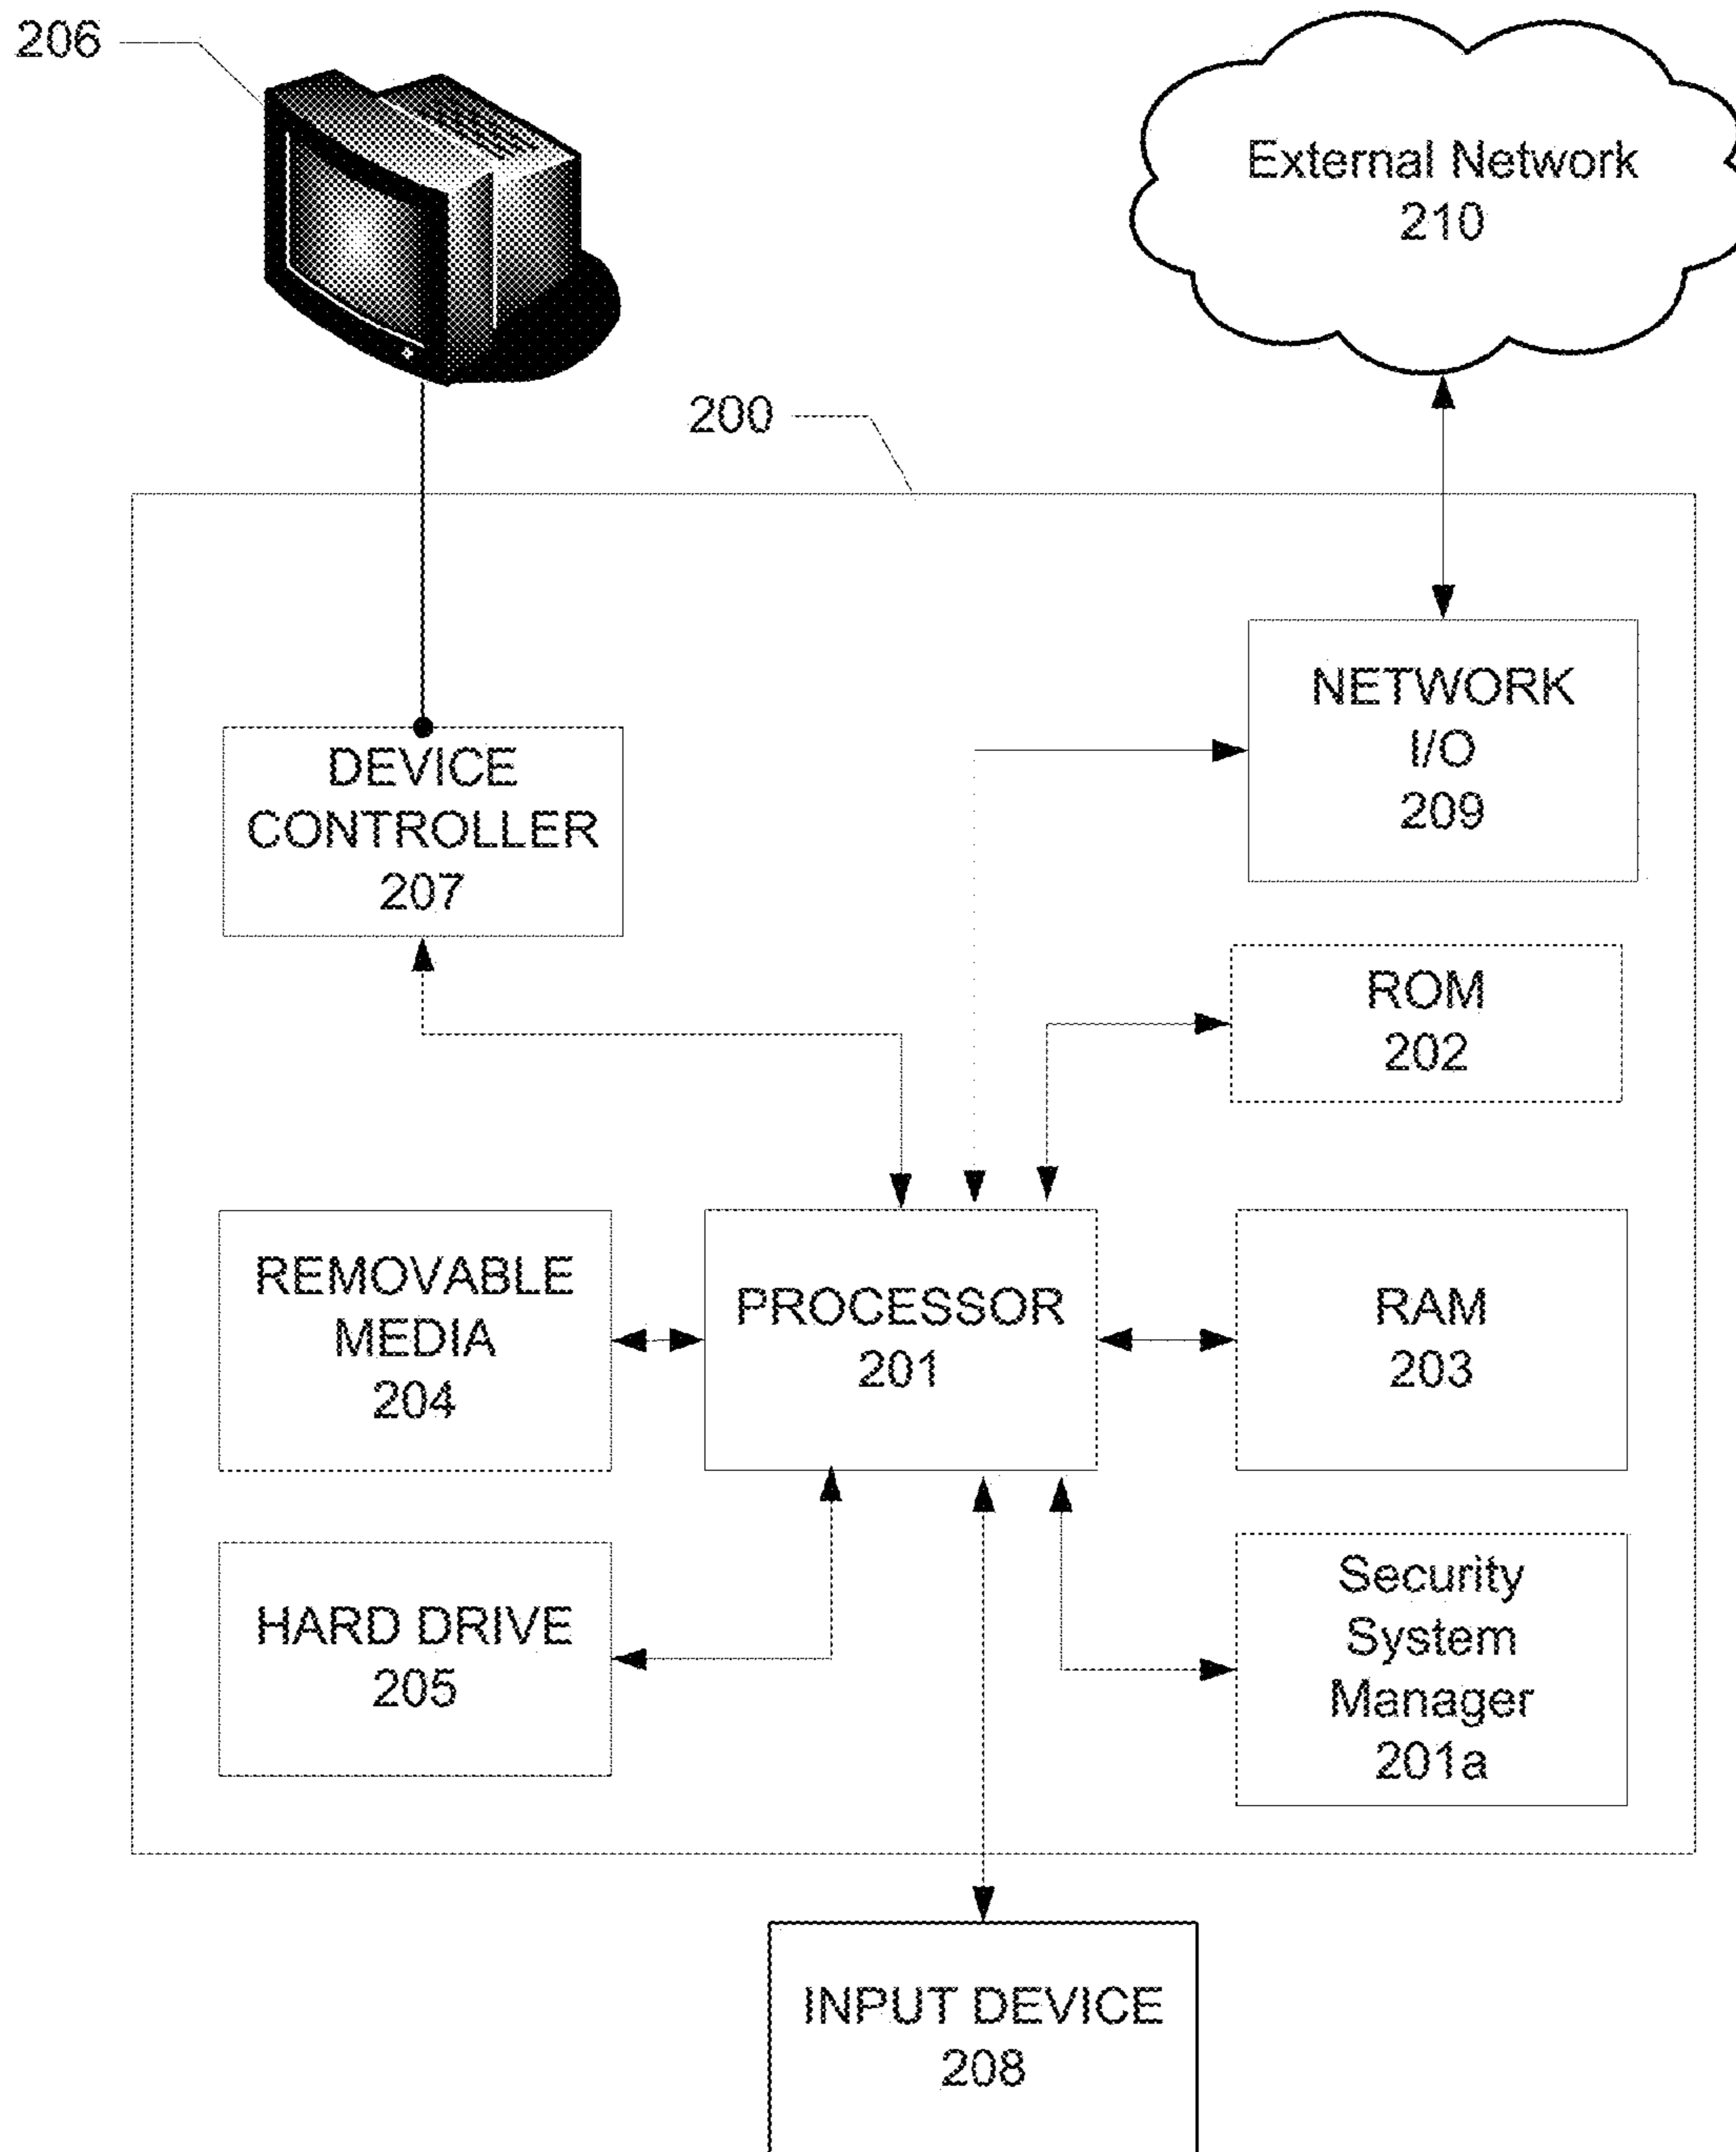 206
External Network
210
200
NETWORK
I/O
209
DEVICE
CONTROLLER
207
ROM
202
REMOVABLE
MEDIA
204
PROCESSOR
201
RAM
203
HARD DRIVE
205
Security
System
Manager
201a
INPUT DEVICE
208